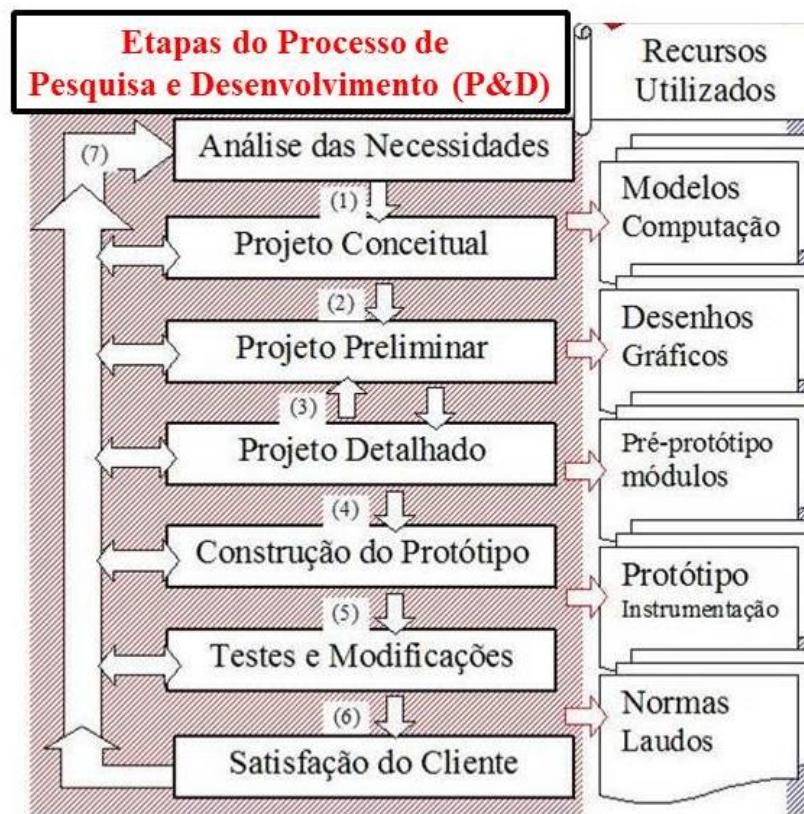 Etapas do Processo de
Pesquisa e Desenvolvimento (P&D)
Recursos
Utilizados
(7)
Análise das Necessidades
(1)
Modelos
Computação
Projeto Conceitual
(2)
Desenhos
Gráficos
Projeto Preliminar
(3)
Projeto Detalhado
Pré-protótipo
módulos
(4)
Construção do Protótipo
Protótipo
Instrumentação
(5)
Testes e Modificações
(6)
Normas
Laudos
Satisfação do Cliente